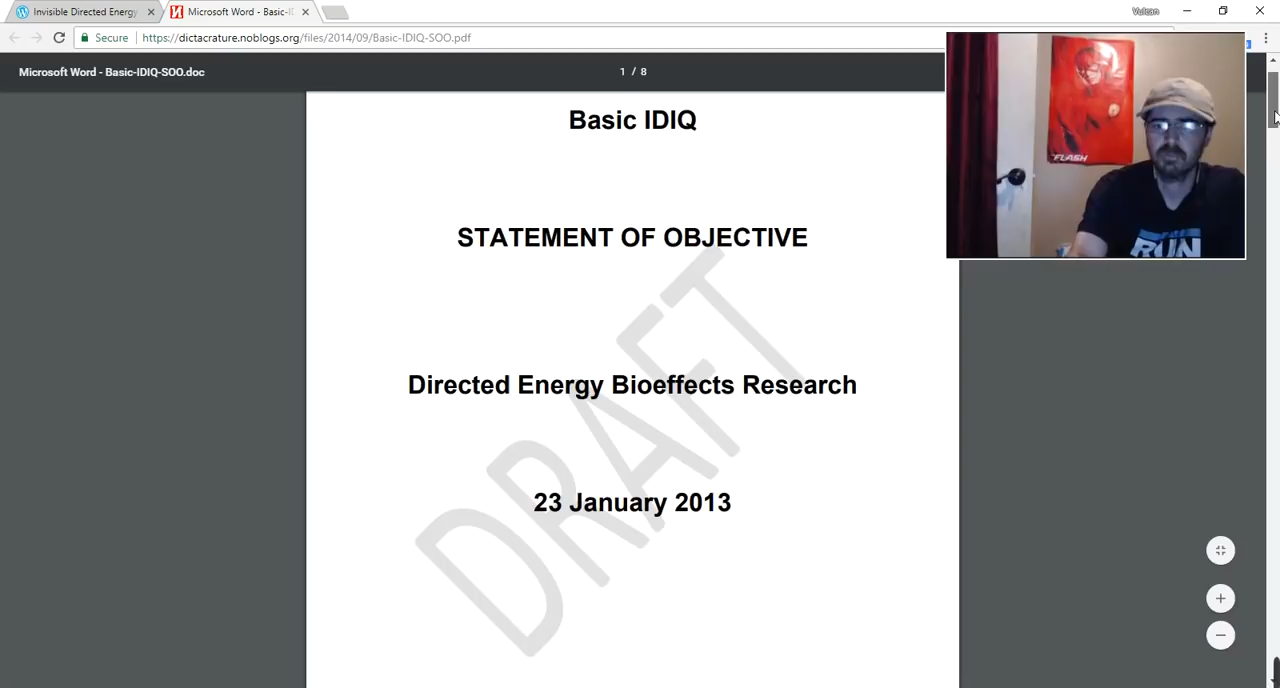 Invisible Directed Energy
Microsoft Word - Basic-I
Vulcan
Secure
https://dictacrature.noblogs.org/files/2014/09/Basic-IDIQ-SOO.pdf
Microsoft Word - Basic-IDIQ-SOO.doc
1 / 8
Basic IDIQ
STATEMENT OF OBJECTIVE
Directed Energy Bioeffects Research
23 January 2013
DRAFT
FLASH
RUN